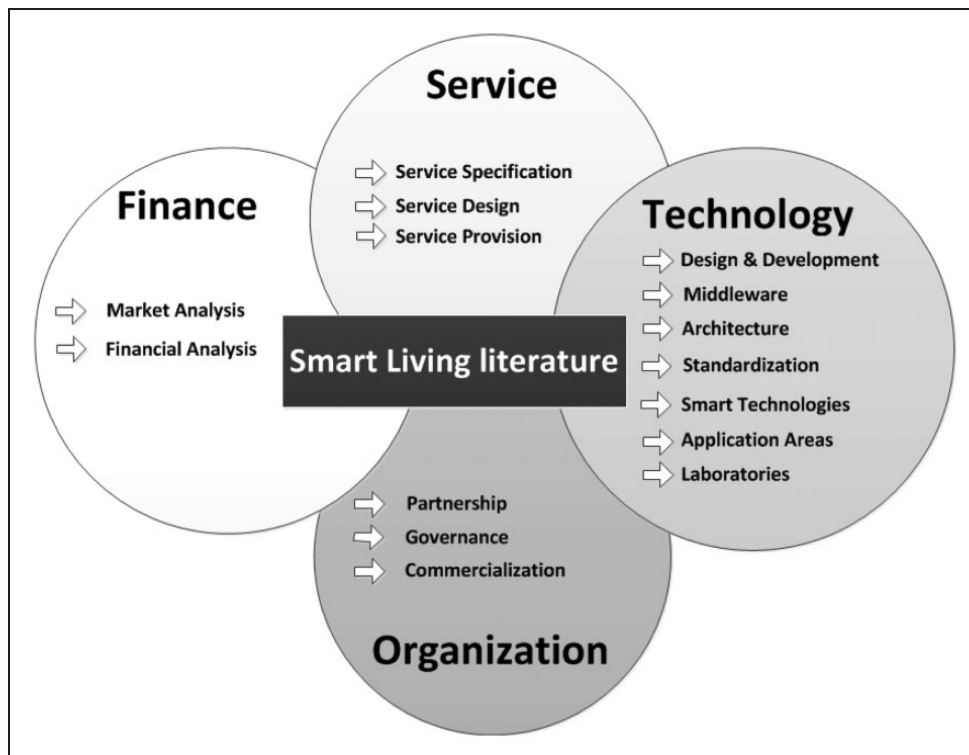 Service
Service Specification
Service Design
Service Provision
Finance
Market Analysis
Financial Analysis
Technology
Design & Development
Middleware
Architecture
Standardization
Smart Technologies
Application Areas
Laboratories
Smart Living literature
Partnership
Governance
Commercialization
Organization